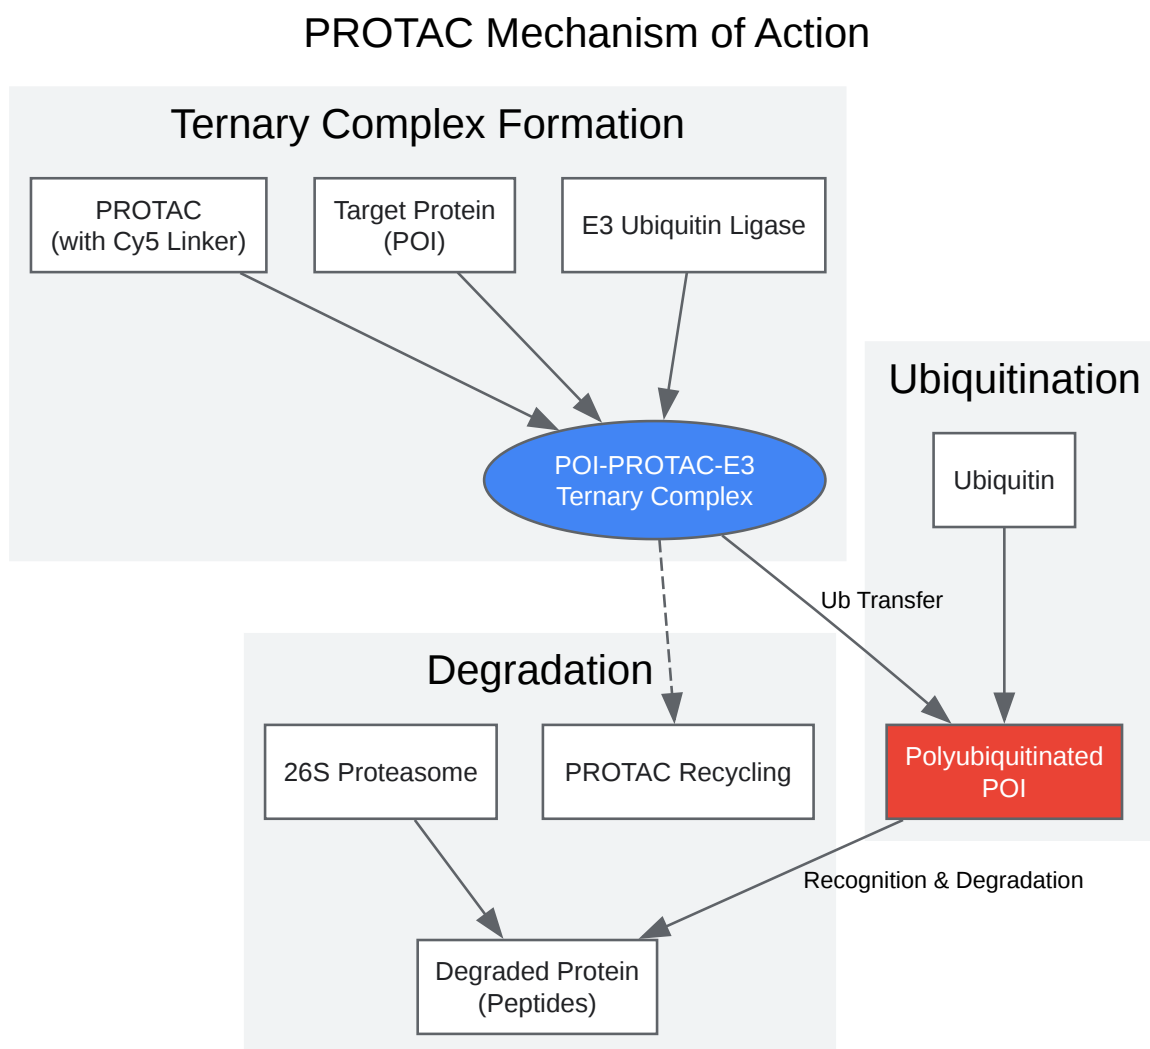 PROTAC Mechanism of Action
Ternary Complex Formation
PROTAC
(with Cy5 Linker)
Target Protein
(POI)
E3 Ubiquitin Ligase
POI-PROTAC-E3
Ternary Complex
Ubiquitination
Ubiquitin
Ub Transfer
Polyubiquitinated
POI
Degradation
26S Proteasome
PROTAC Recycling
Recognition & Degradation
Degraded Protein
(Peptides)